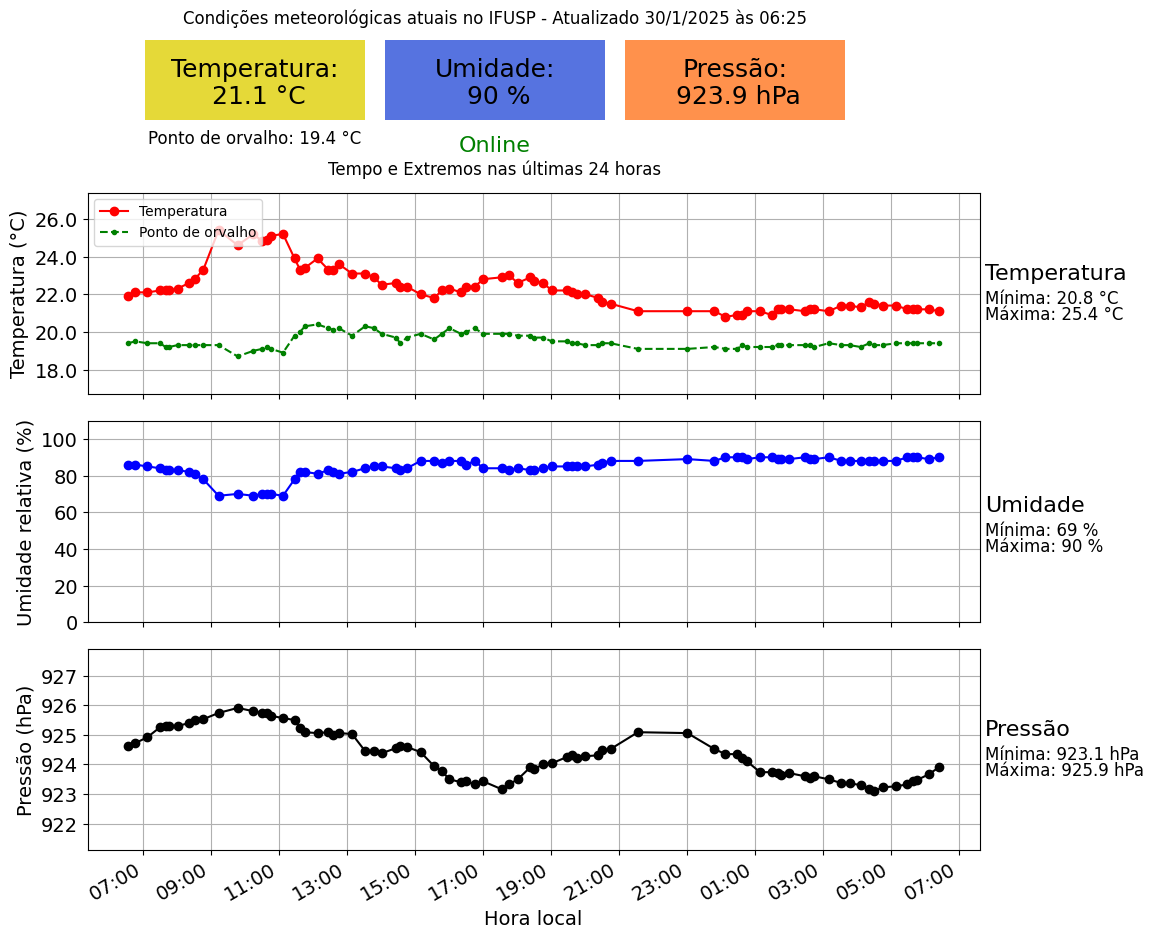 Condições meteorológicas atuais no IFUSP - Atualizado 30/1/2025 às 06:25
Temperatura:
21.1 °C
Umidade:
90 %
Pressão:
923.9 hPa
Ponto de orvalho: 19.4 °C
Online
Tempo e Extremos nas últimas 24 horas
Temperatura (°C)
26.0
24.0
22.0
20.0
18.0
Temperatura
Ponto de orvalho
Temperatura
Mínima: 20.8 °C
Máxima: 25.4 °C
Umidade relativa (%)
100
80
60
40
20
0
Umidade
Mínima: 69 %
Máxima: 90 %
Pressão (hPa)
927
926
925
924
923
922
Pressão
Mínima: 923.1 hPa
Máxima: 925.9 hPa
07:00 09:00 11:00 13:00 15:00 17:00 19:00 21:00 23:00 01:00 03:00 05:00 07:00
Hora local